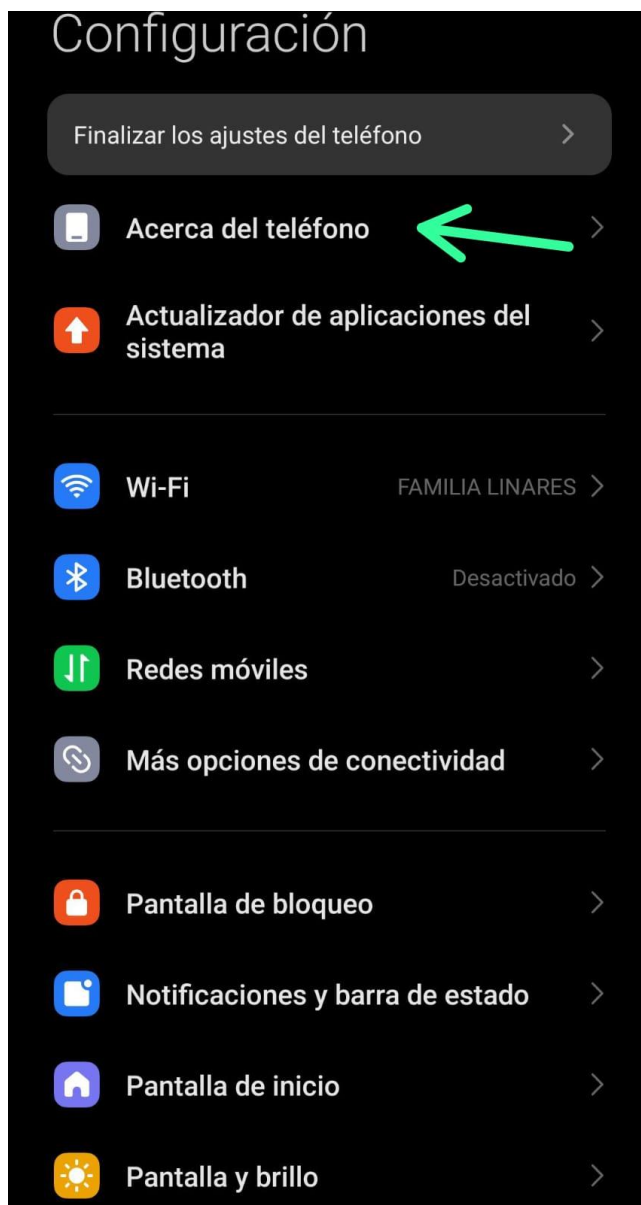 Configuración
Finalizar los ajustes del teléfono
Acerca del teléfono
Actualizador de aplicaciones del
sistema
Wi-Fi FAMILIA LINARES
Bluetooth Desactivado
Redes móviles
Más opciones de conectividad
Pantalla de bloqueo
Notificaciones y barra de estado
Pantalla de inicio
Pantalla y brillo